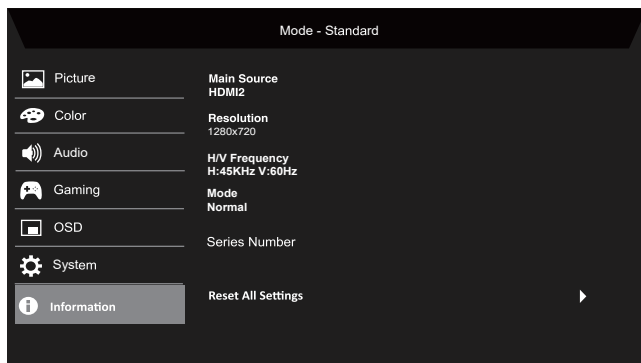 Mode - Standard
Picture
Color
Audio
Gaming
OSD
System
Information
Main Source
HDMI2
Resolution
1280x720
H/V Frequency
H:45KHz V:60Hz
Mode
Normal
Series Number
Reset All Settings